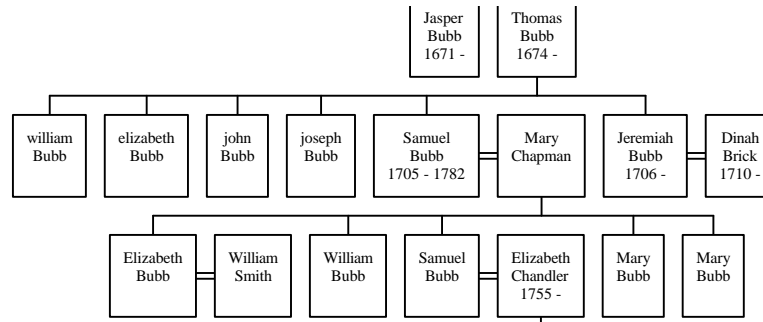 Jasper
Bubb
1671 -
Thomas
Bubb
1674 -
william
Bubb
elizabeth
Bubb
john
Bubb
joseph
Bubb
Samuel
Bubb
1705 - 1782
Mary
Chapman
Jeremiah
Bubb
1706 -
Dinah
Brick
1710 -
Elizabeth
Bubb
William
Smith
William
Bubb
Samuel
Bubb
Elizabeth
Chandler
1755 -
Mary
Bubb
Mary
Bubb